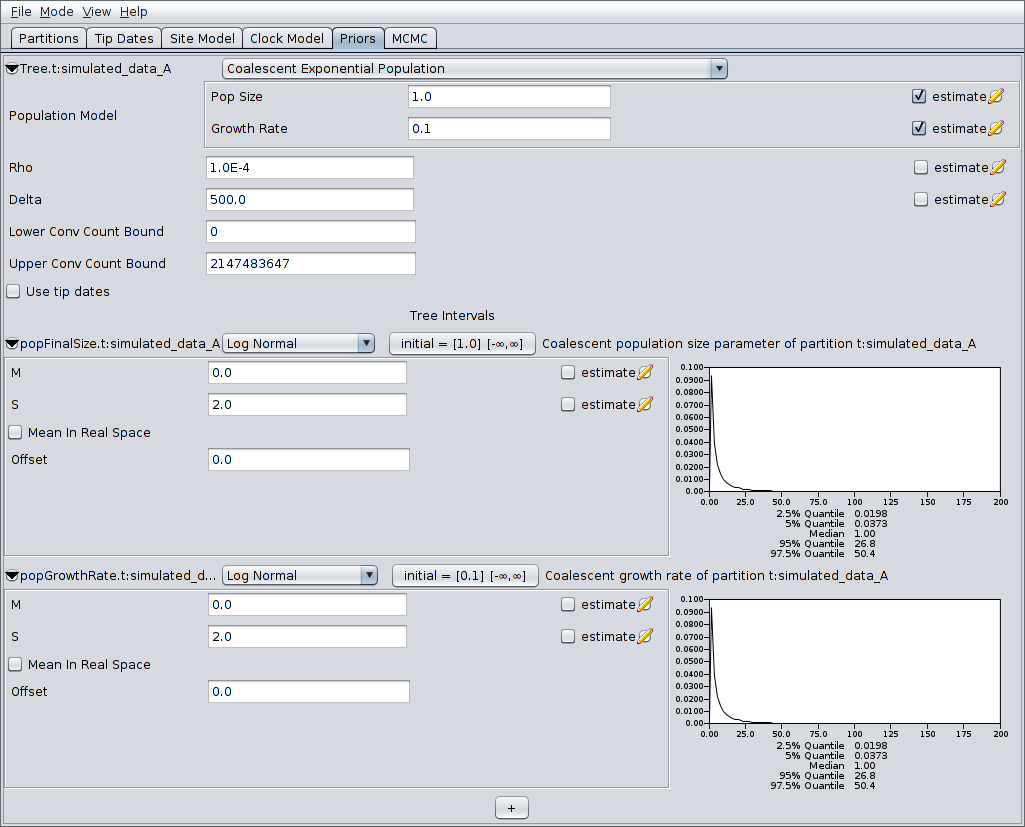 File Mode View Help
Partitions Tip Dates Site Model Clock Model Priors MCMC
Tree.t:simulated_data_A Coalescent Exponential Population
Population Model
Pop Size 1.0 estimate
Growth Rate 0.1 estimate
Rho 1.0E-4 estimate
Delta 500.0 estimate
Lower Conv Count Bound 0
Upper Conv Count Bound 2147483647
Use tip dates
Tree Intervals
popFinalSize.t:simulated_data_A Log Normal initial = [1.0] [-∞,∞] Coalescent population size parameter of partition t:simulated_data_A
M 0.0 estimate
S 2.0 estimate
Mean In Real Space
Offset 0.0
0.100
0.0900
0.0800
0.0700
0.0600
0.0500
0.0400
0.0300
0.0200
0.0100
0.00
0.00 25.0 50.0 75.0 100 125 150 175 200
2.5% Quantile 0.0198
5% Quantile 0.0373
Median 1.00
95% Quantile 26.8
97.5% Quantile 50.4
popGrowthRate.t:simulated_d... Log Normal initial = [0.1] [-∞,∞] Coalescent growth rate of partition t:simulated_data_A
M 0.0 estimate
S 2.0 estimate
Mean In Real Space
Offset 0.0
0.100
0.0900
0.0800
0.0700
0.0600
0.0500
0.0400
0.0300
0.0200
0.0100
0.00
0.00 25.0 50.0 75.0 100 125 150 175 200
2.5% Quantile 0.0198
5% Quantile 0.0373
Median 1.00
95% Quantile 26.8
97.5% Quantile 50.4
+